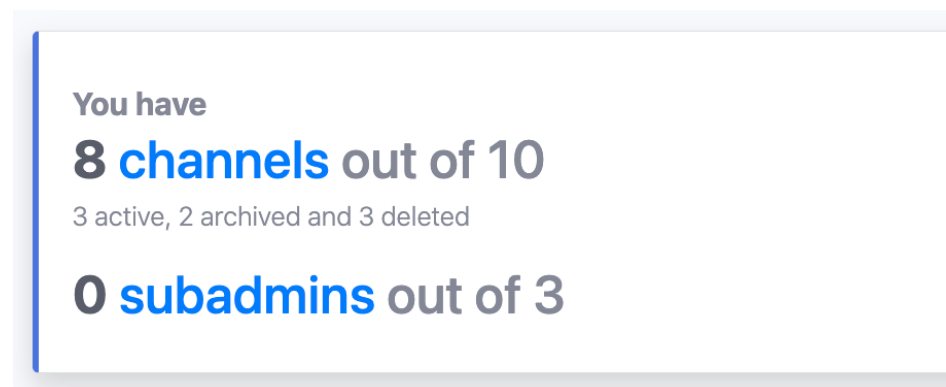 You have
8 channels out of 10
3 active, 2 archived and 3 deleted
0 subadmins out of 3